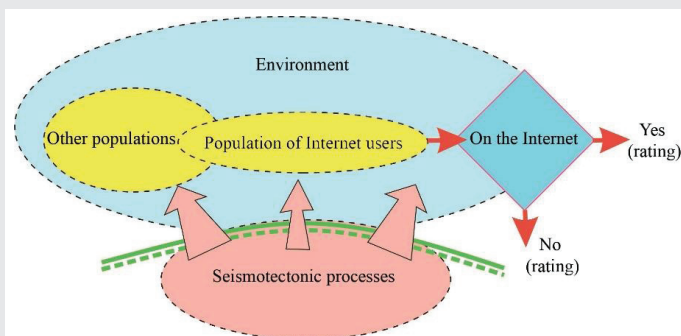 Environment
Other populations
Population of Internet users
On the Internet
Yes
(rating)
No
(rating)
Seismotectonic processes